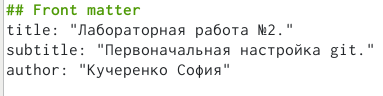 ## Front matter
title: "Лабораторная работа №2."
subtitle: "Первоначальная настройка git."
author: "Кучеренко София"